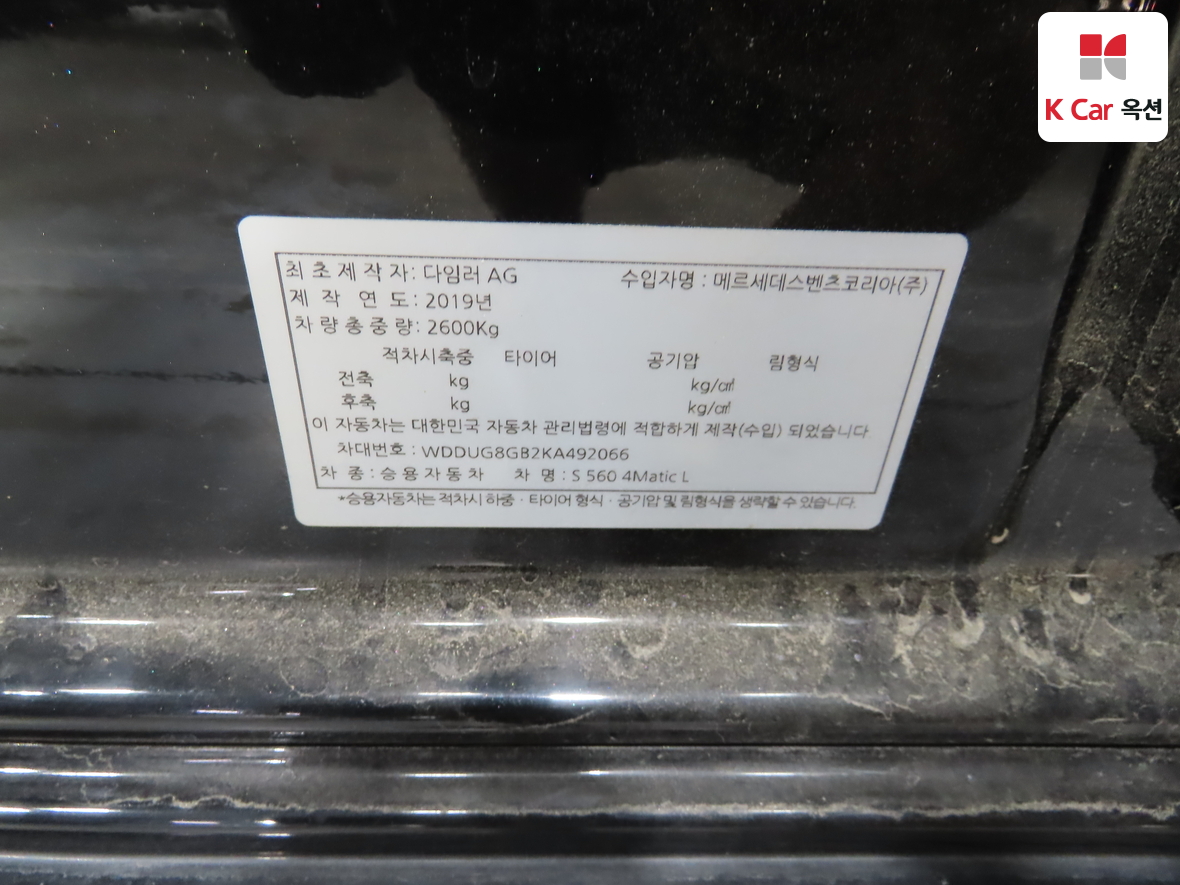 K Car 옥션
최초제작자: 다임러 AG 수입자명 : 메르세데스벤츠코리아(주)
제작 연도: 2019년
차량총중량: 2600Kg
적차시축중 타이어 공기압 림형식
전축 kg kg/㎠
후축 kg kg/㎠
이 자동차는 대한민국 자동차 관리법령에 적합하게 제작(수입) 되었습니다.
차대번호 : WDDUG8GB2KA492066
차 종 : 승용자동차 차 명 : S 560 4Matic L
*승용자동차는 적차시 하중 · 타이어 형식 · 공기압 및 림형식을 생략할 수 있습니다.